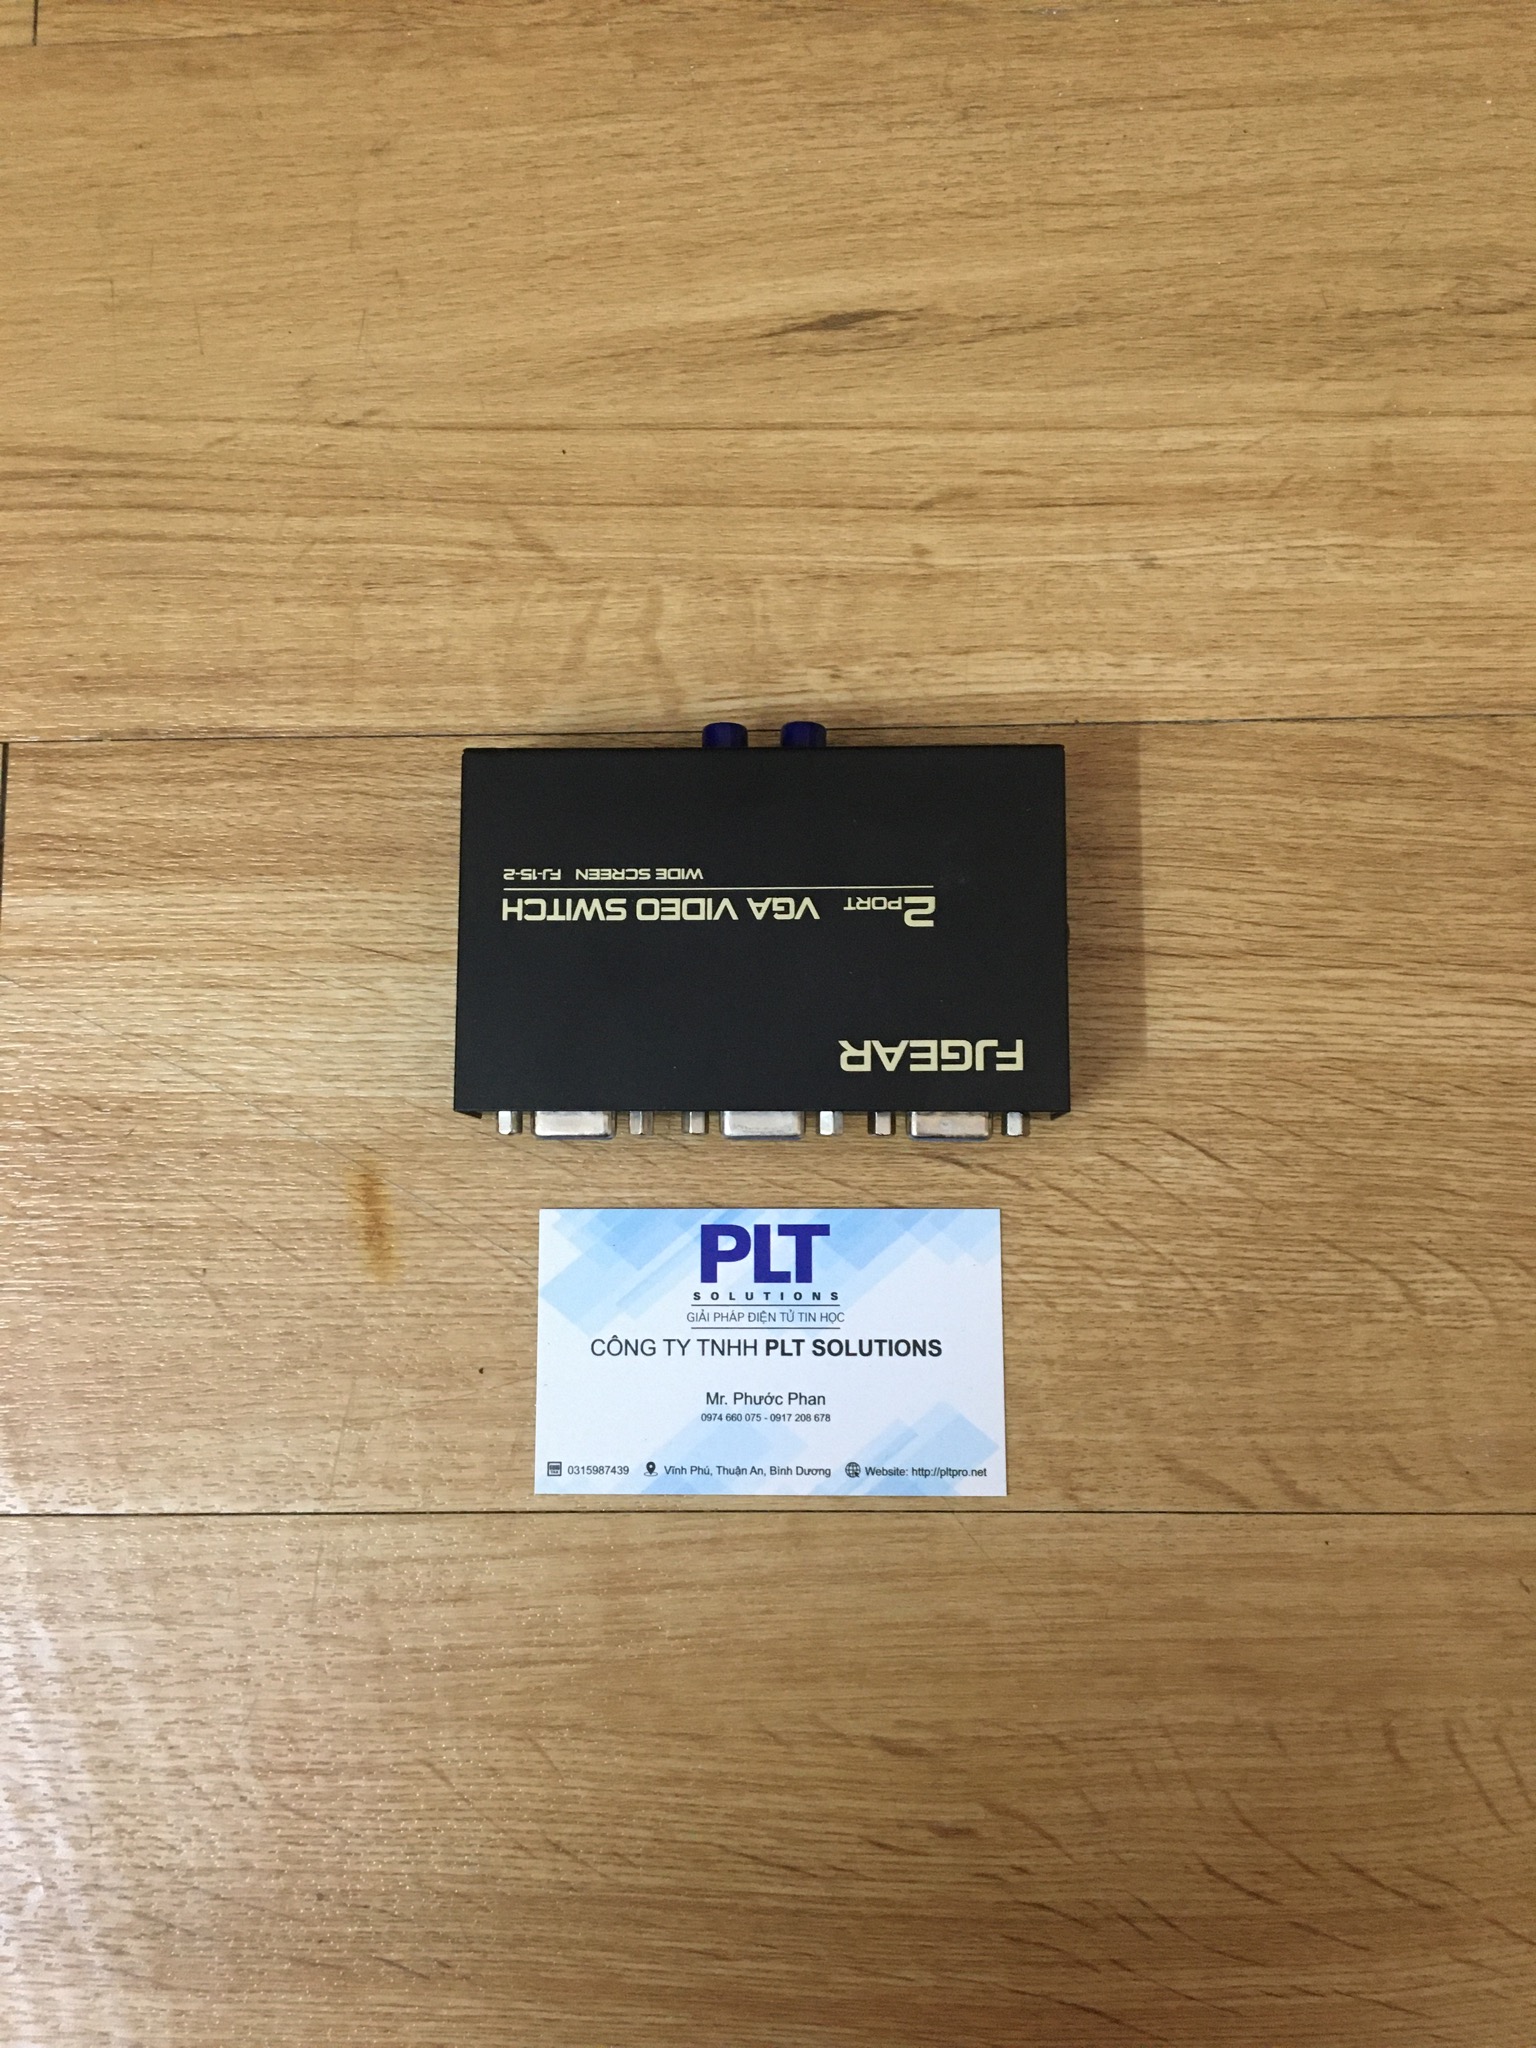 FJGEAR
2 PORT VGA VIDEO SWITCH
WIDE SCREEN FJ-15-2
PLT
SOLUTIONS
GIẢI PHÁP ĐIỆN TỬ TIN HỌC
CÔNG TY TNHH PLT SOLUTIONS
Mr. Phước Phan
0974 660 075 - 0917 208 678
0315987439 Vĩnh Phú, Thuận An, Bình Dương Website: http://pltpro.net